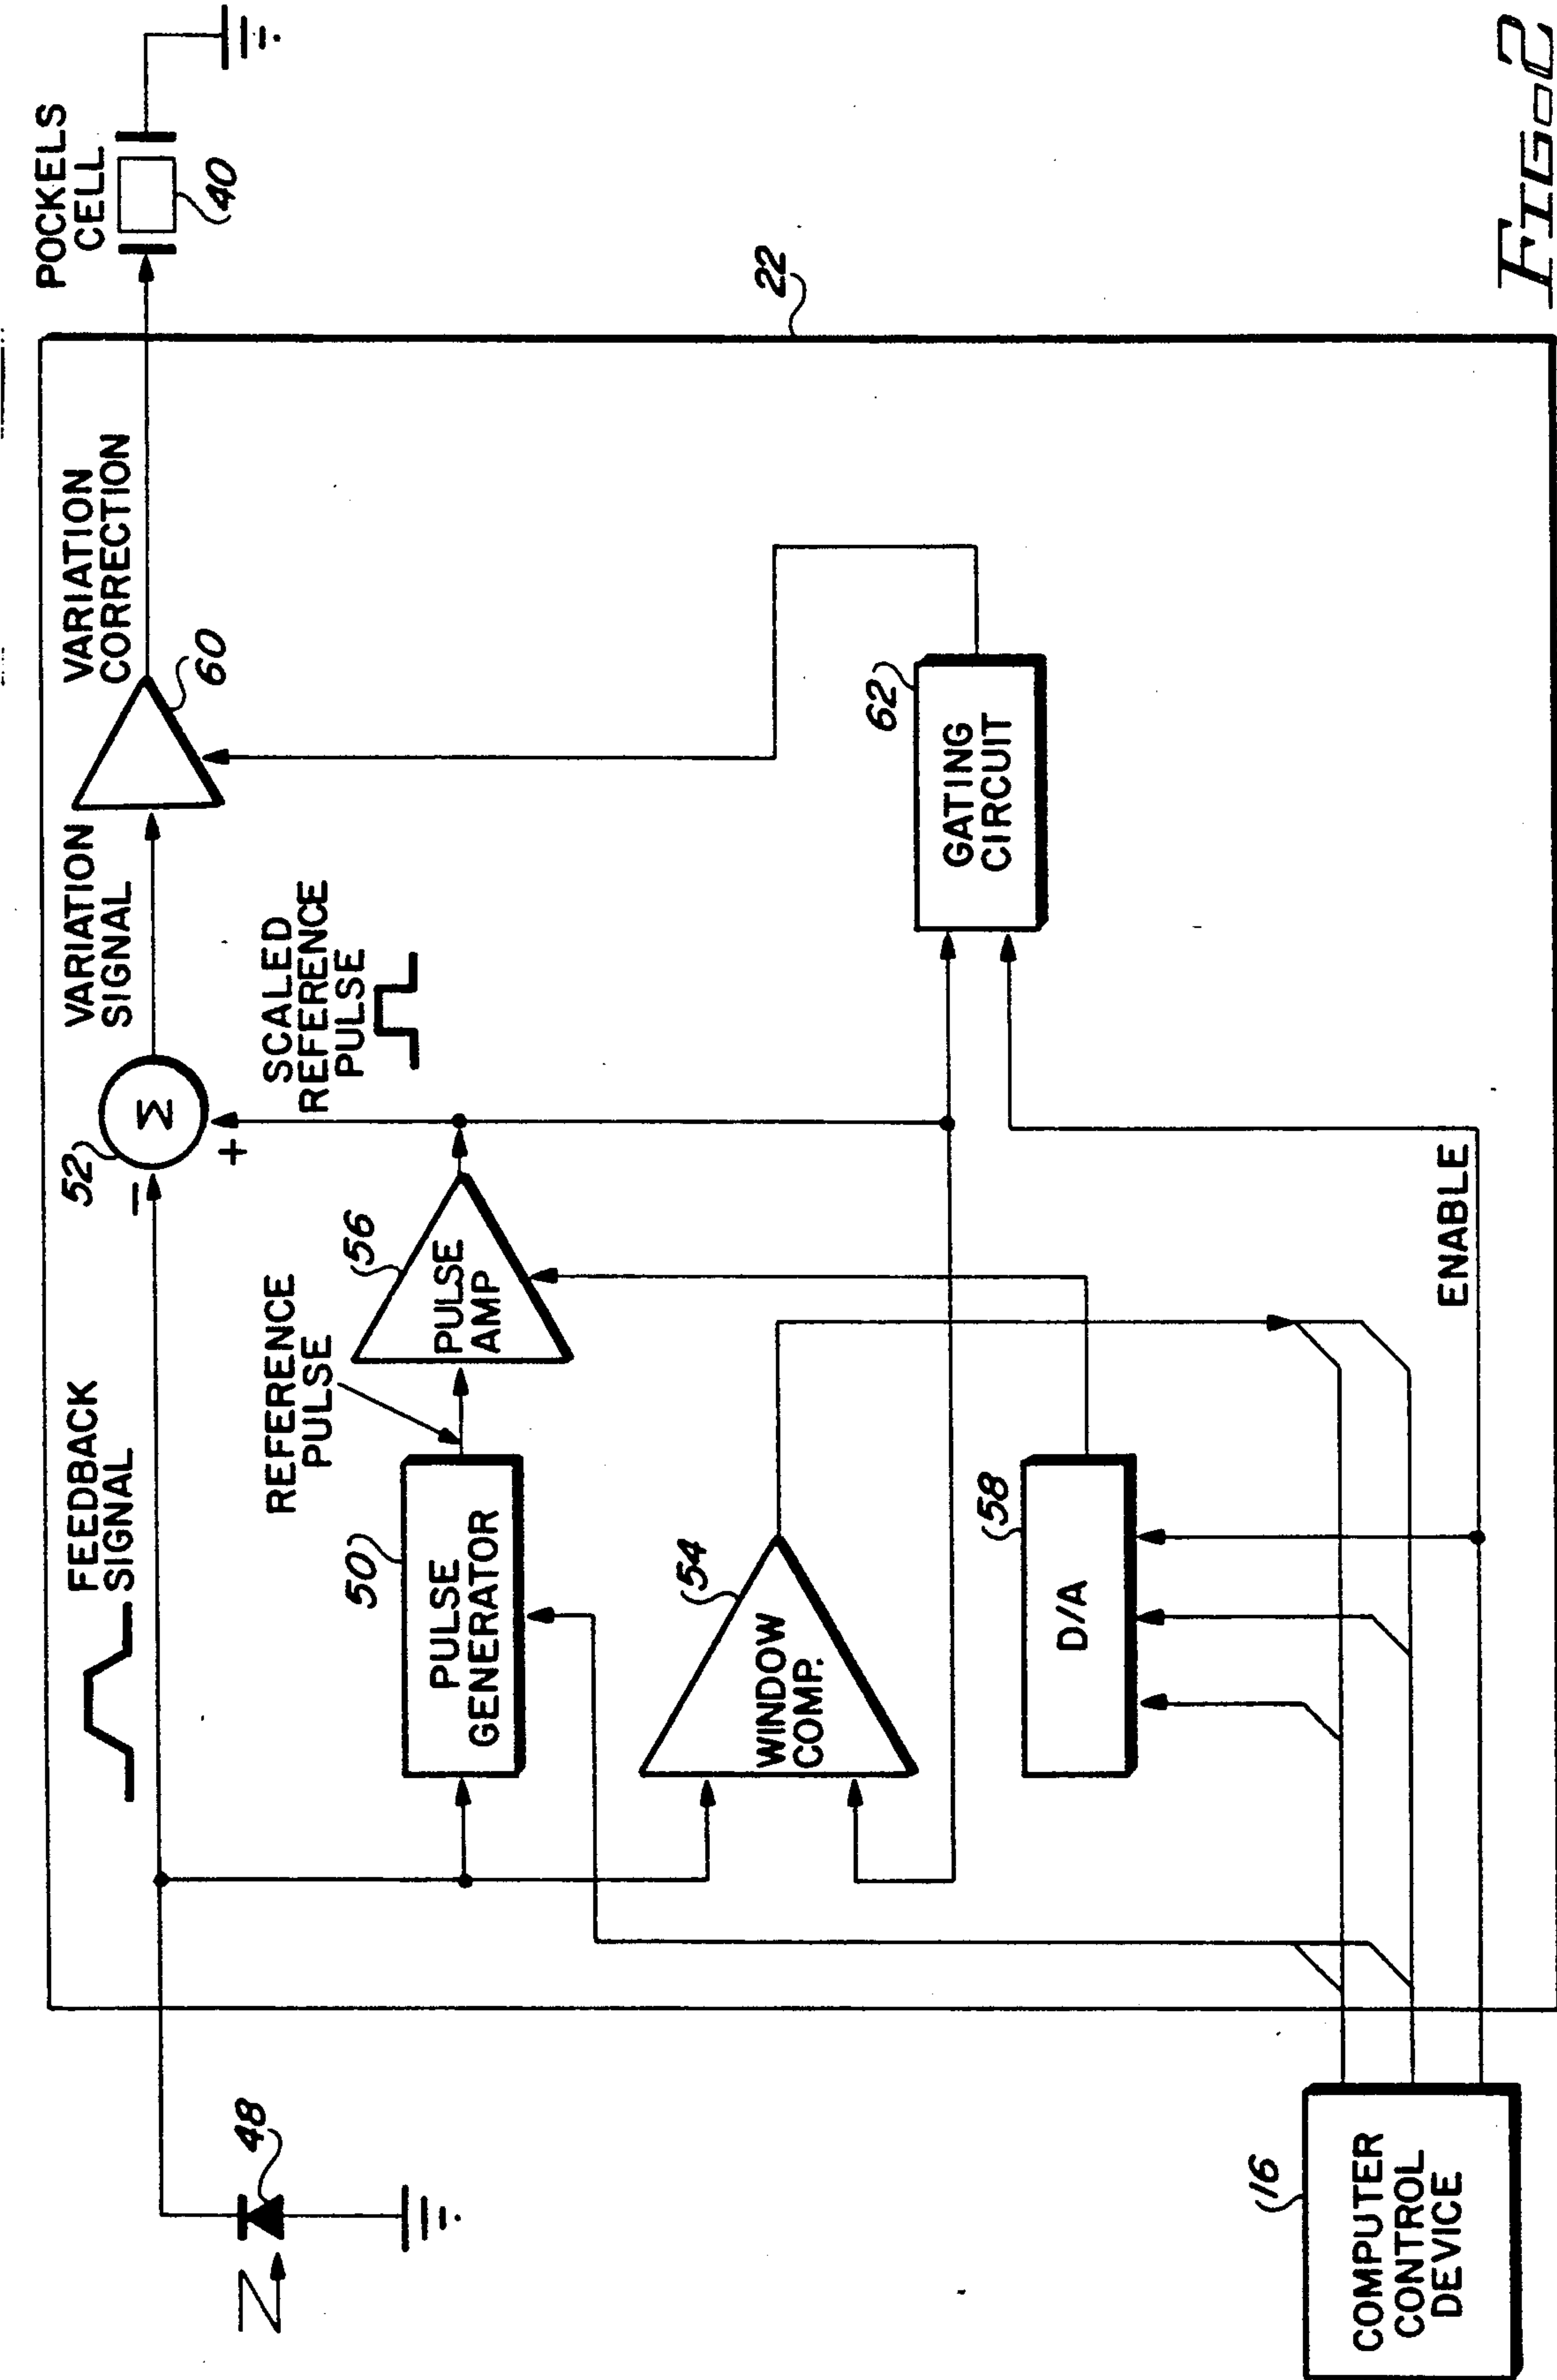 POCKELS
CELL
40
22
VARIATION
CORRECTION
60
VARIATION
SIGNAL
62
GATING
CIRCUIT
SCALED
REFERENCE
PULSE
52
Σ
−
+
FEEDBACK
SIGNAL
REFERENCE
PULSE
56
PULSE
AMP
50
PULSE
GENERATOR
54
WINDOW
COMP.
58
D/A
ENABLE
48
16
COMPUTER
CONTROL
DEVICE
FIG-2